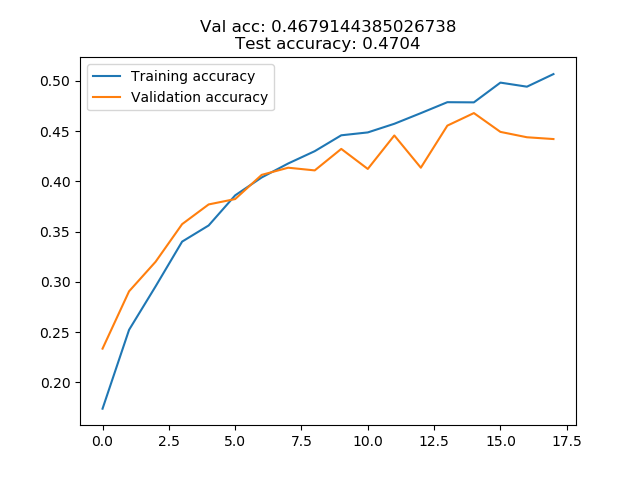 Val acc: 0.4679144385026738
Test accuracy: 0.4704
Training accuracy
Validation accuracy
0.50
0.45
0.40
0.35
0.30
0.25
0.20
0.0 2.5 5.0 7.5 10.0 12.5 15.0 17.5